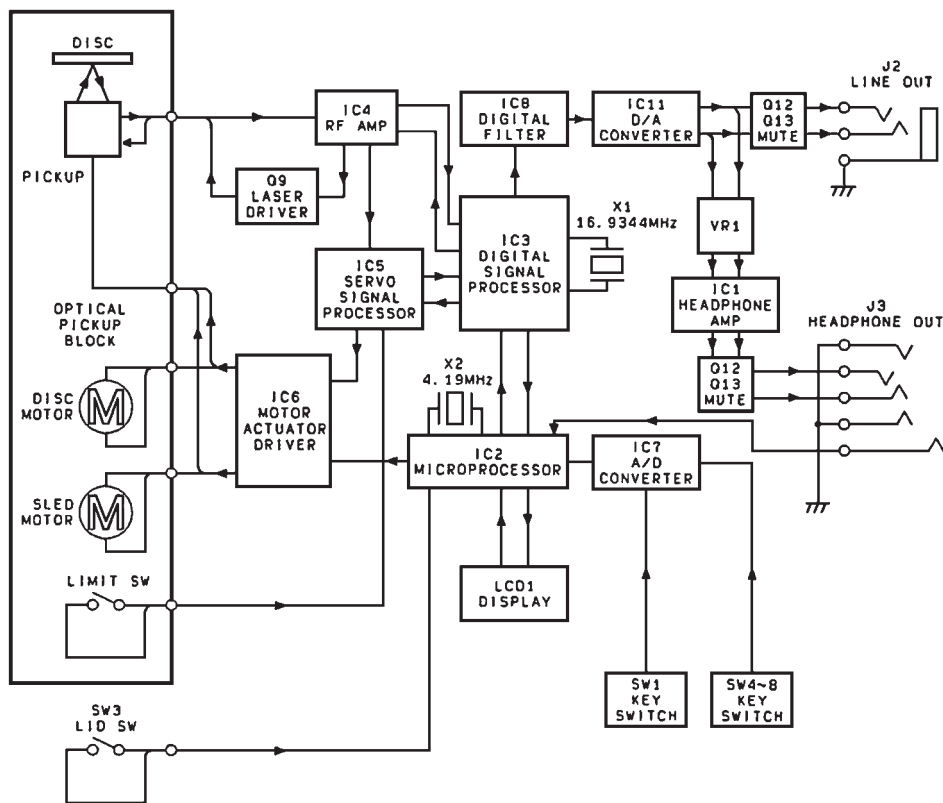 DISC
PICKUP
OPTICAL
PICKUP
BLOCK
DISC
MOTOR
M
SLED
MOTOR
M
LIMIT SW
SW3
LID SW
IC4
RF AMP
Q9
LASER
DRIVER
IC5
SERVO
SIGNAL
PROCESSOR
IC6
MOTOR
ACTUATOR
DRIVER
X2
4.19MHz
IC2
MICROPROCESSOR
LCD1
DISPLAY
IC8
DIGITAL
FILTER
IC3
DIGITAL
SIGNAL
PROCESSOR
X1
16.9344MHz
IC11
D/A
CONVERTER
Q12
Q13
MUTE
J2
LINE OUT
VR1
IC1
HEADPHONE
AMP
Q12
Q13
MUTE
J3
HEADPHONE OUT
IC7
A/D
CONVERTER
SW1
KEY
SWITCH
SW4~8
KEY
SWITCH